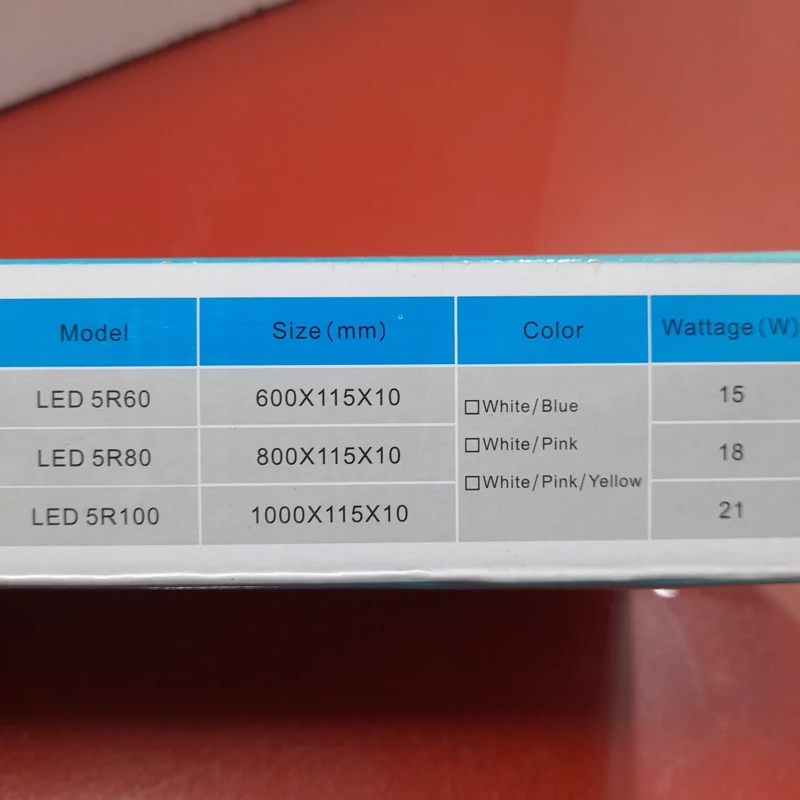 Model Size(mm) Color Wattage(W)
LED 5R60 600X115X10 □White/Blue 15
LED 5R80 800X115X10 □White/Pink 18
LED 5R100 1000X115X10 □White/Pink/Yellow 21